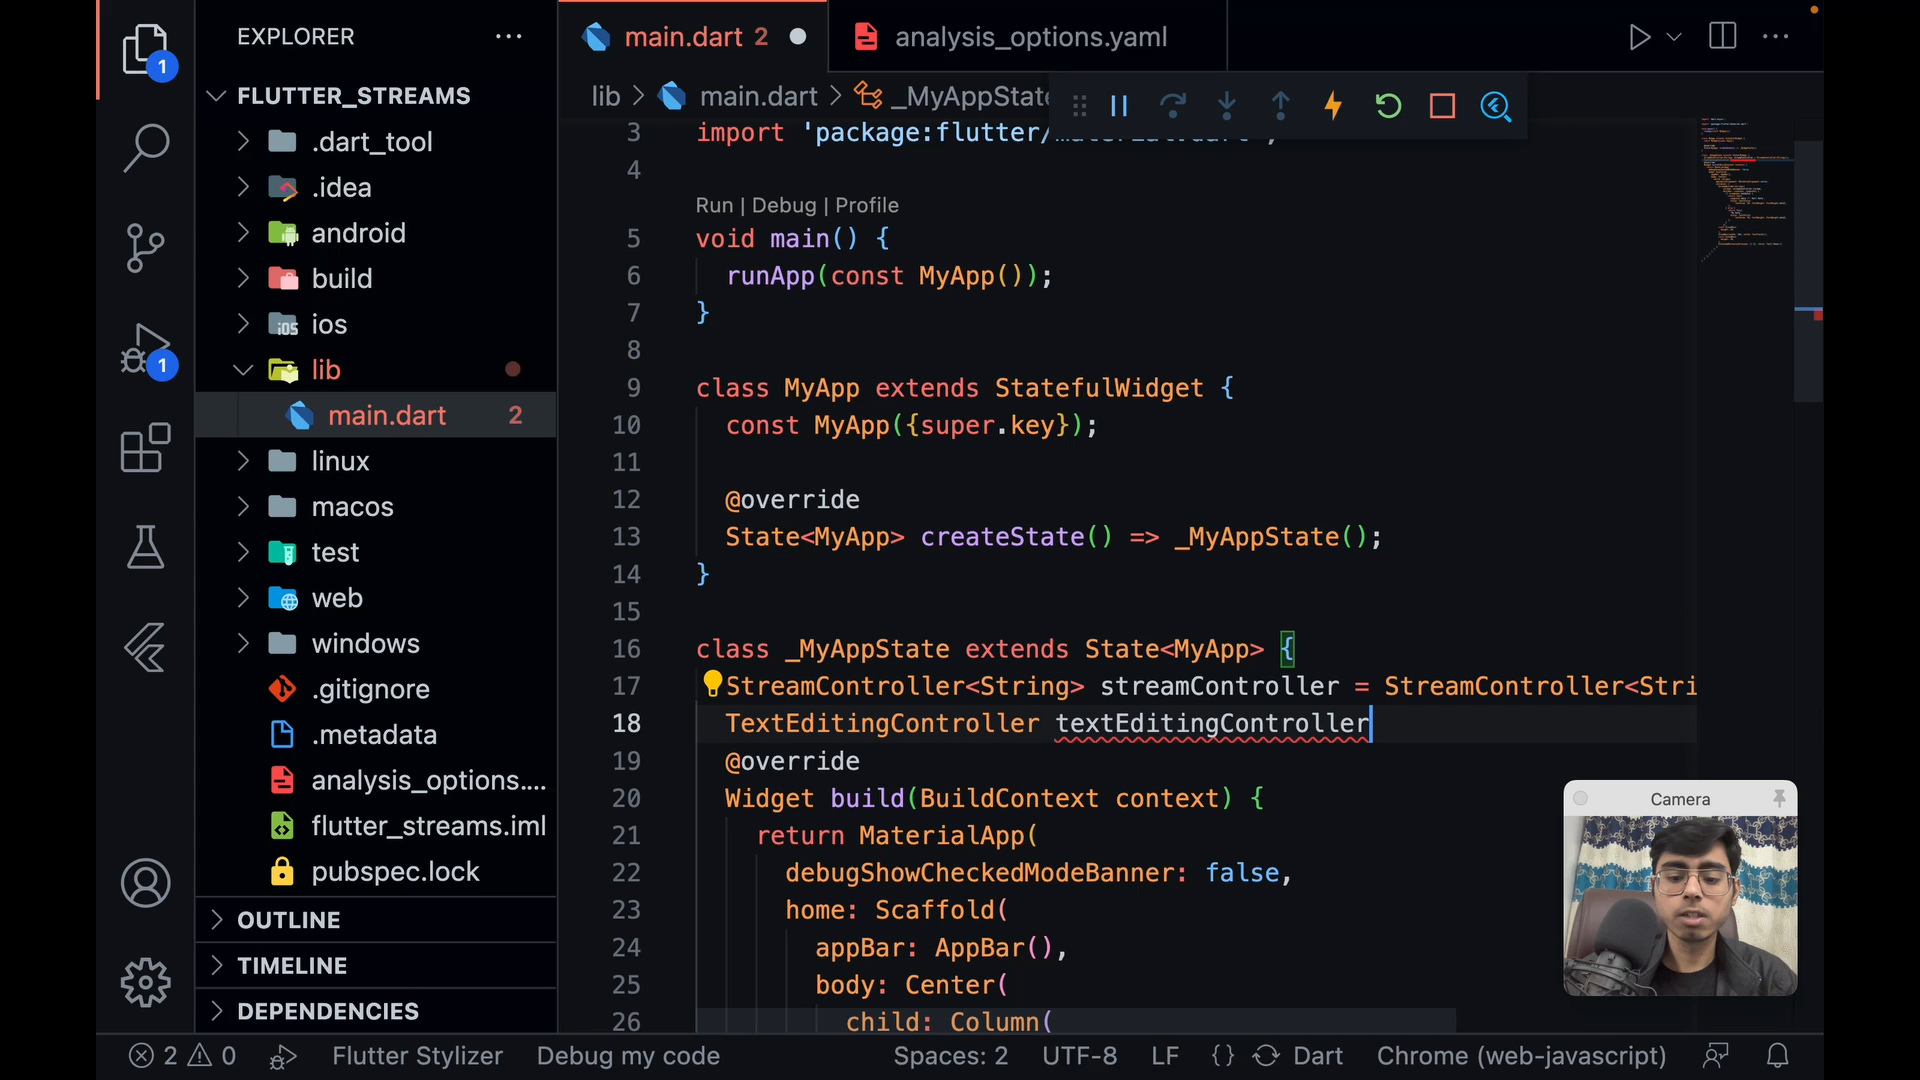 EXPLORER
FLUTTER_STREAMS
.dart_tool
.idea
android
build
ios
lib
main.dart 2
linux
macos
test
web
windows
.gitignore
.metadata
analysis_options....
flutter_streams.iml
pubspec.lock
OUTLINE
TIMELINE
DEPENDENCIES
1
1
main.dart 2
analysis_options.yaml
lib > main.dart > _MyAppState
3 import 'package:flutter/material.dart';
4
Run | Debug | Profile
5 void main() {
6 runApp(const MyApp());
7 }
8
9 class MyApp extends StatefulWidget {
10 const MyApp({super.key});
11
12 @override
13 State<MyApp> createState() => _MyAppState();
14 }
15
16 class _MyAppState extends State<MyApp> {
17 StreamController<String> streamController = StreamController<Stri
18 TextEditingController textEditingController
19 @override
20 Widget build(BuildContext context) {
21 return MaterialApp(
22 debugShowCheckedModeBanner: false,
23 home: Scaffold(
24 appBar: AppBar(),
25 body: Center(
26 child: Column(
Camera
2 0 Flutter Stylizer Debug my code Spaces: 2 UTF-8 LF {} Dart Chrome (web-javascript)